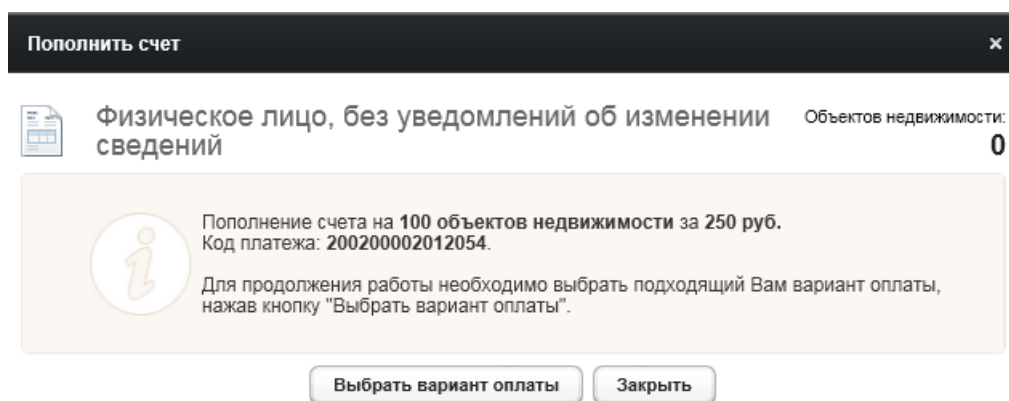 Пополнить счет
×
Физическое лицо, без уведомлений об изменении
сведений
Объектов недвижимости:
0
Пополнение счета на 100 объектов недвижимости за 250 руб.
Код платежа: 200200002012054.
Для продолжения работы необходимо выбрать подходящий Вам вариант оплаты,
нажав кнопку "Выбрать вариант оплаты".
Выбрать вариант оплаты
Закрыть